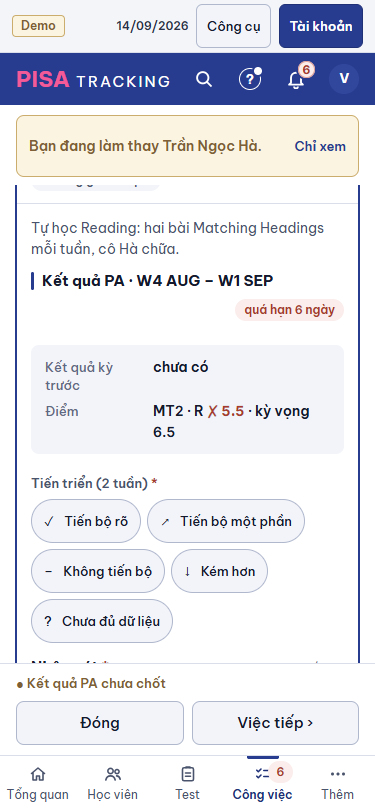 Demo
14/09/2026
Công cụ
Tài khoản
PISA TRACKING
?
6
V
Bạn đang làm thay Trần Ngọc Hà.
Chỉ xem
Tự học Reading: hai bài Matching Headings
mỗi tuần, cô Hà chữa.
Kết quả PA · W4 AUG – W1 SEP
quá hạn 6 ngày
Kết quả kỳ trước
chưa có
Điểm
MT2 · R ✗ 5.5 · kỳ vọng
6.5
Tiến triển (2 tuần) *
✓ Tiến bộ rõ
↗ Tiến bộ một phần
– Không tiến bộ
↓ Kém hơn
? Chưa đủ dữ liệu
● Kết quả PA chưa chốt
Đóng
Việc tiếp ›
6
Tổng quan
Học viên
Test
Công việc
Thêm